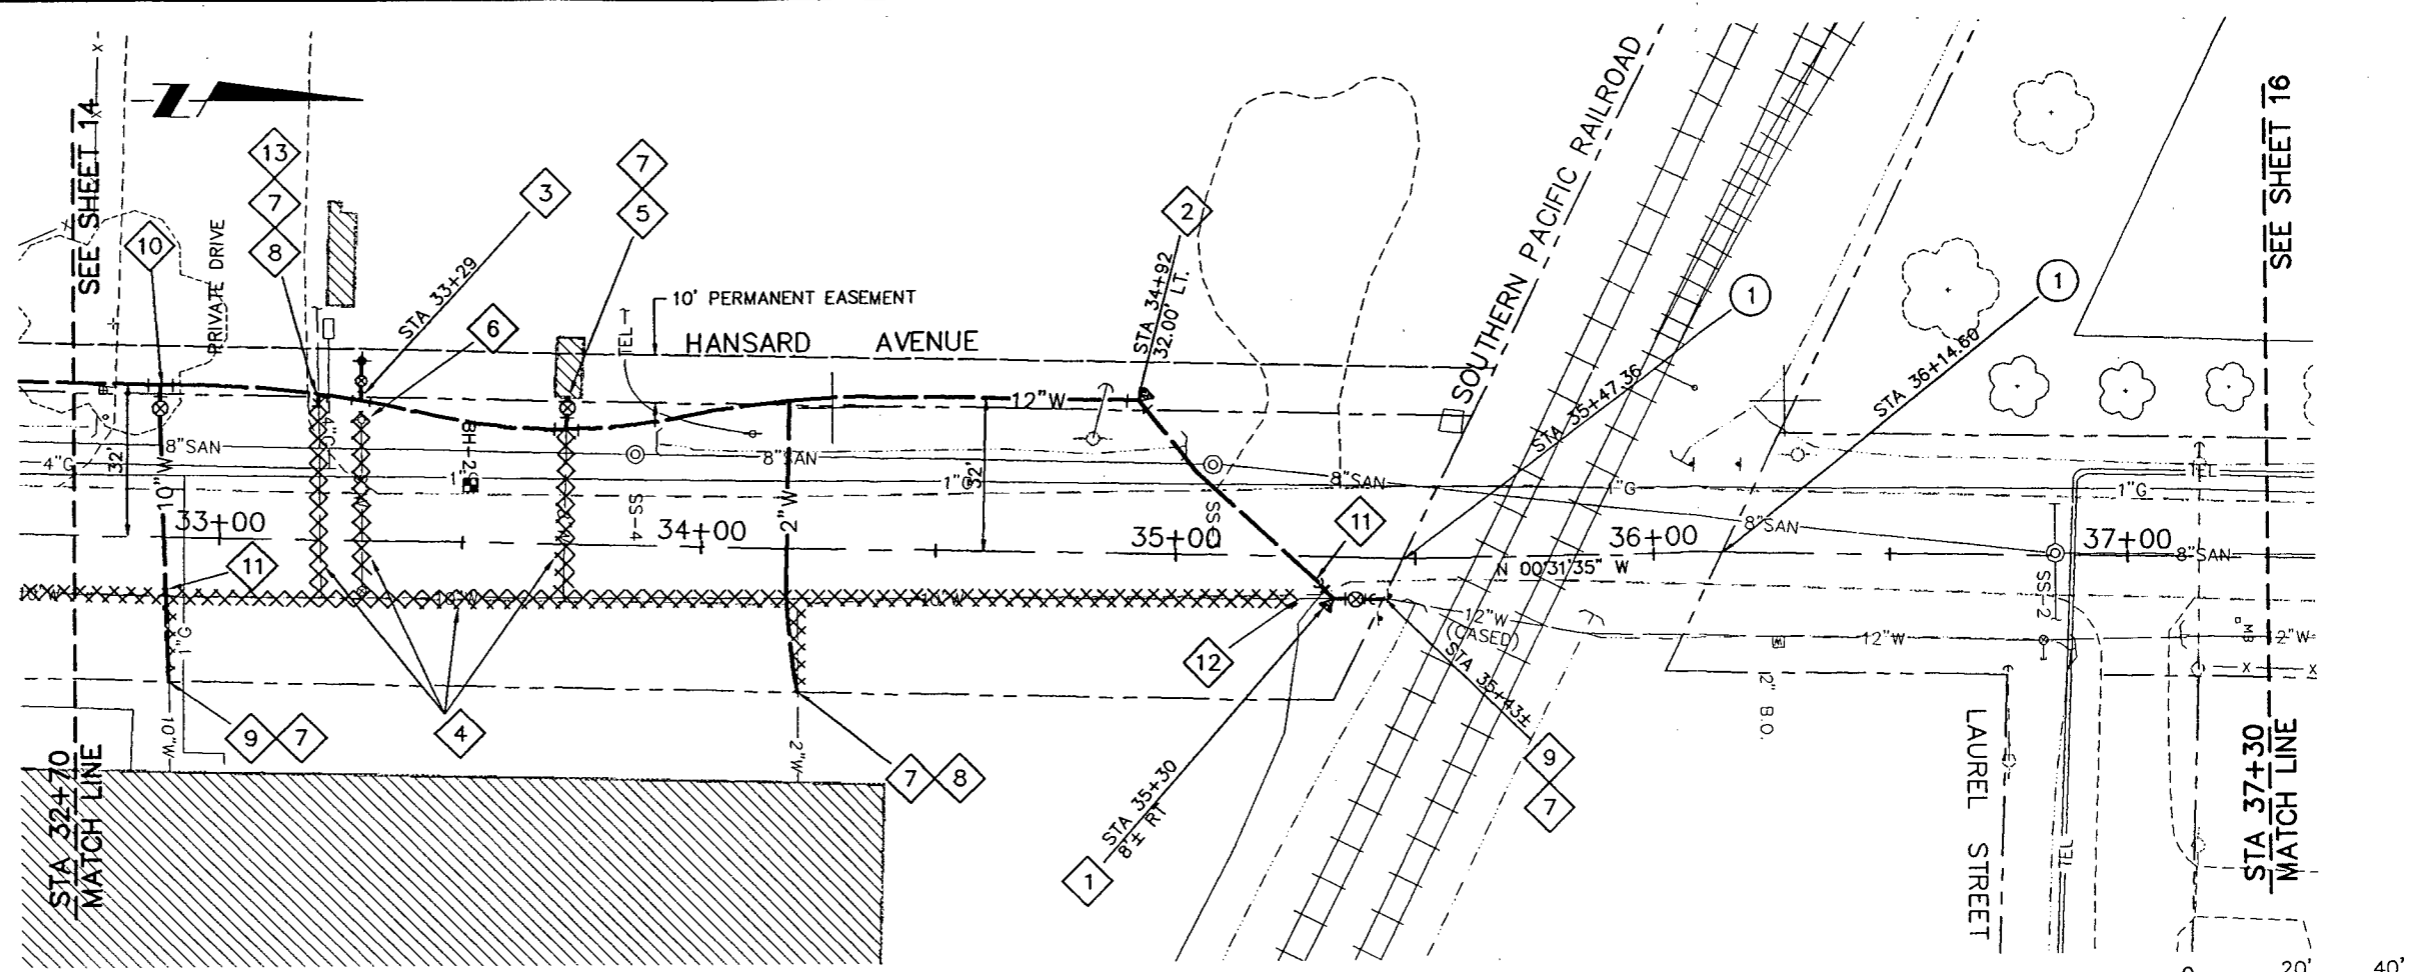 SEE SHEET 14
STA 32+70
MATCH LINE
N
10
PRIVATE DRIVE
13
7
8
3
STA 33+29
6
7
5
TEL
10' PERMANENT EASEMENT
HANSARD AVENUE
2
STA 34+92
32.00' LT.
SOUTHERN PACIFIC RAILROAD
1
STA 35+47.36
1
STA 36+14.60
SEE SHEET 16
STA 37+30
MATCH LINE
12"W
8"SAN
4"G
32'
10"W
4"G
BH-2
1"G
8"SAN
1"G
32'
8"SAN
1"G
8"SAN
1"G
TEL
8"SAN
33+00
SS-4
34+00
2"W
35+00
36+00
37+00
N 00°31'35" W
11
11
10"W
10"W
1"G
12
12"W
(CASED)
12"W
SS-2
MB
W
2" B.O.
STA 35+43±
9
7
4
9
7
10"W
2"W
7
8
STA 35+30
8'± RT
1
LAUREL STREET
TEL
0
20'
40'